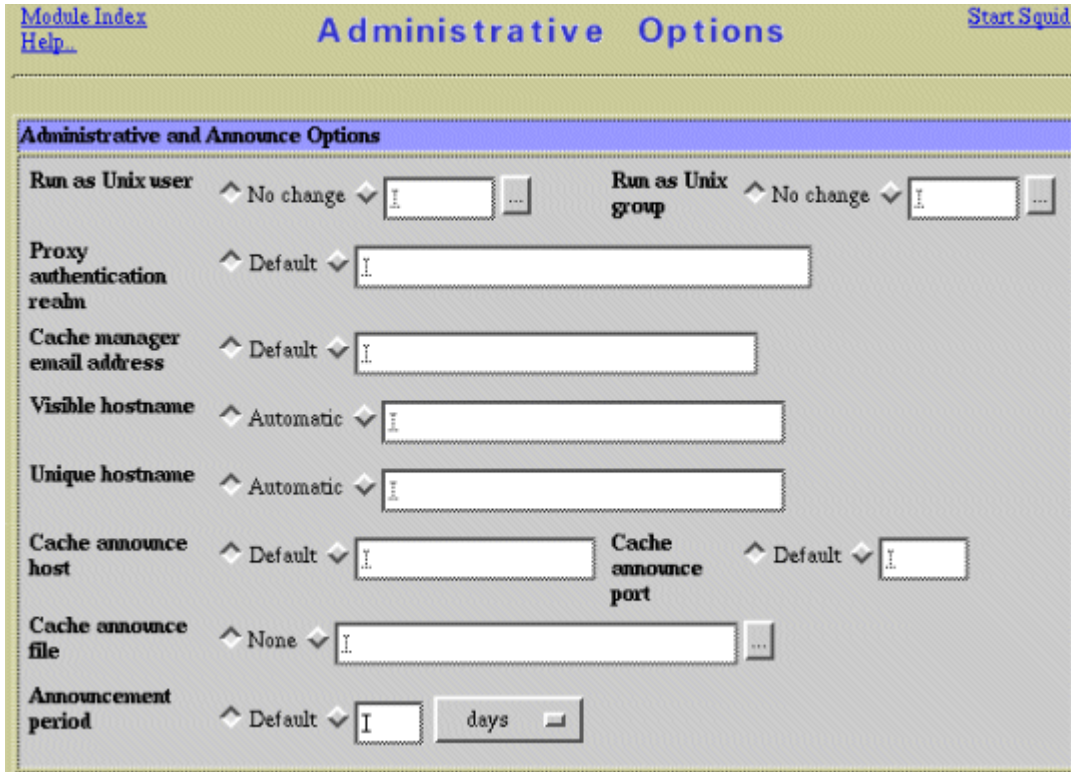 Module Index
Help..
Administrative Options
Start Squid
Administrative and Announce Options
Run as Unix user
No change
...
Run as Unix
group
No change
...
Proxy
authentication
realm
Default
Cache manager
email address
Default
Visible hostname
Automatic
Unique hostname
Automatic
Cache announce
host
Default
Cache
announce
port
Default
Cache announce
file
None
...
Announcement
period
Default
days